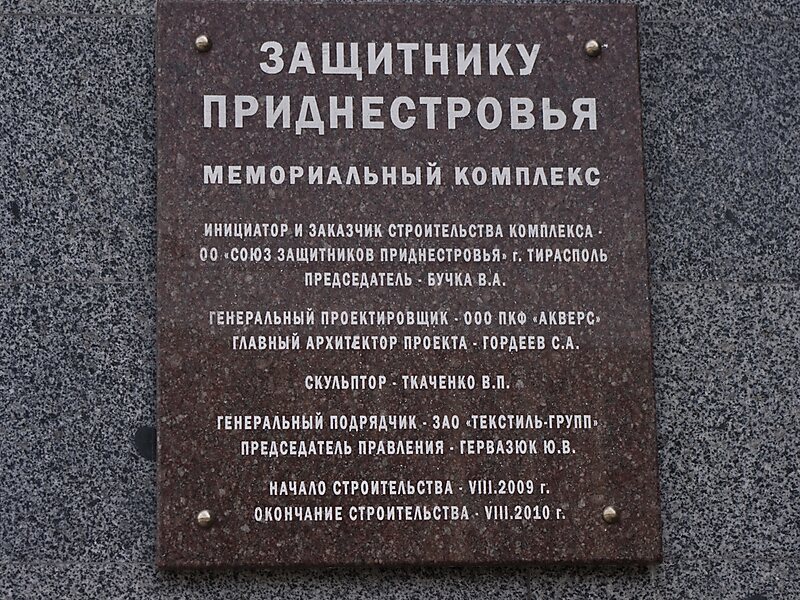 ЗАЩИТНИКУ
ПРИДНЕСТРОВЬЯ
МЕМОРИАЛЬНЫЙ КОМПЛЕКС
ИНИЦИАТОР И ЗАКАЗЧИК СТРОИТЕЛЬСТВА КОМПЛЕКСА -
ОО «СОЮЗ ЗАЩИТНИКОВ ПРИДНЕСТРОВЬЯ» г. ТИРАСПОЛЬ
ПРЕДСЕДАТЕЛЬ - БУЧКА В.А.
ГЕНЕРАЛЬНЫЙ ПРОЕКТИРОВЩИК - ООО ПКФ «АКВЕРС»
ГЛАВНЫЙ АРХИТЕКТОР ПРОЕКТА - ГОРДЕЕВ С.А.
СКУЛЬПТОР - ТКАЧЕНКО В.П.
ГЕНЕРАЛЬНЫЙ ПОДРЯДЧИК - ЗАО «ТЕКСТИЛЬ-ГРУПП»
ПРЕДСЕДАТЕЛЬ ПРАВЛЕНИЯ - ГЕРВАЗЮК Ю.В.
НАЧАЛО СТРОИТЕЛЬСТВА - VIII.2009 г.
ОКОНЧАНИЕ СТРОИТЕЛЬСТВА - VIII.2010 г.